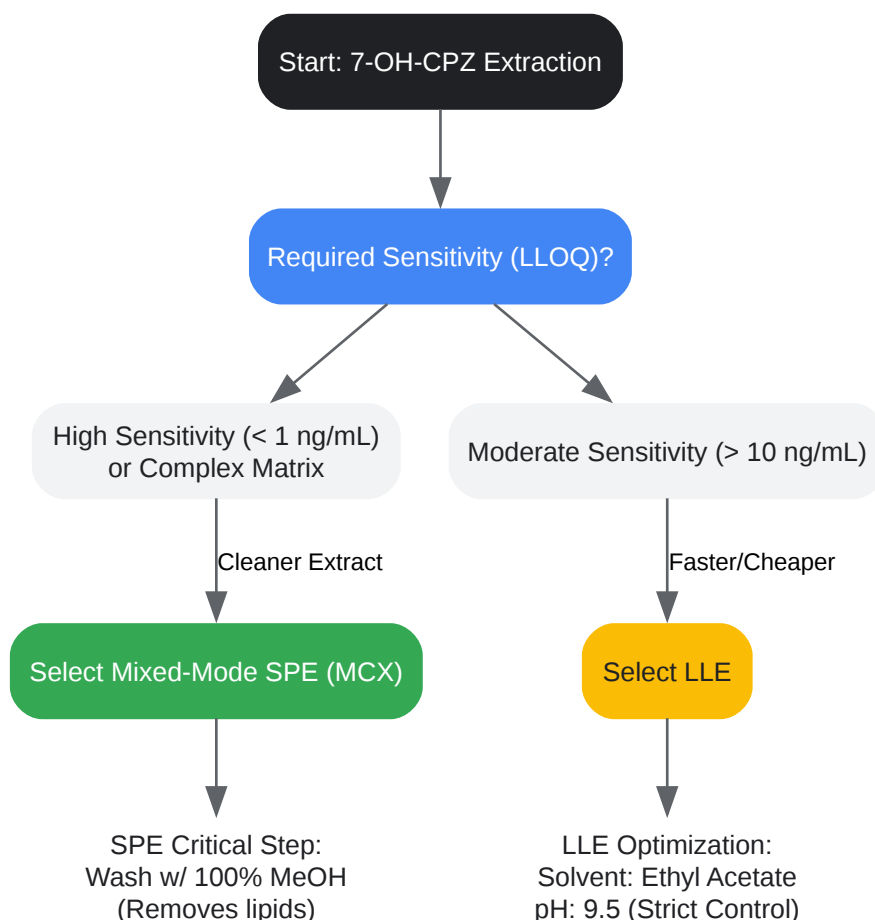 Start: 7-OH-CPZ Extraction
Required Sensitivity (LLOQ)?
High Sensitivity (< 1 ng/mL)
or Complex Matrix
Moderate Sensitivity (> 10 ng/mL)
Cleaner Extract
Faster/Cheaper
Select Mixed-Mode SPE (MCX)
Select LLE
SPE Critical Step:
Wash w/ 100% MeOH
(Removes lipids)
LLE Optimization:
Solvent: Ethyl Acetate
pH: 9.5 (Strict Control)